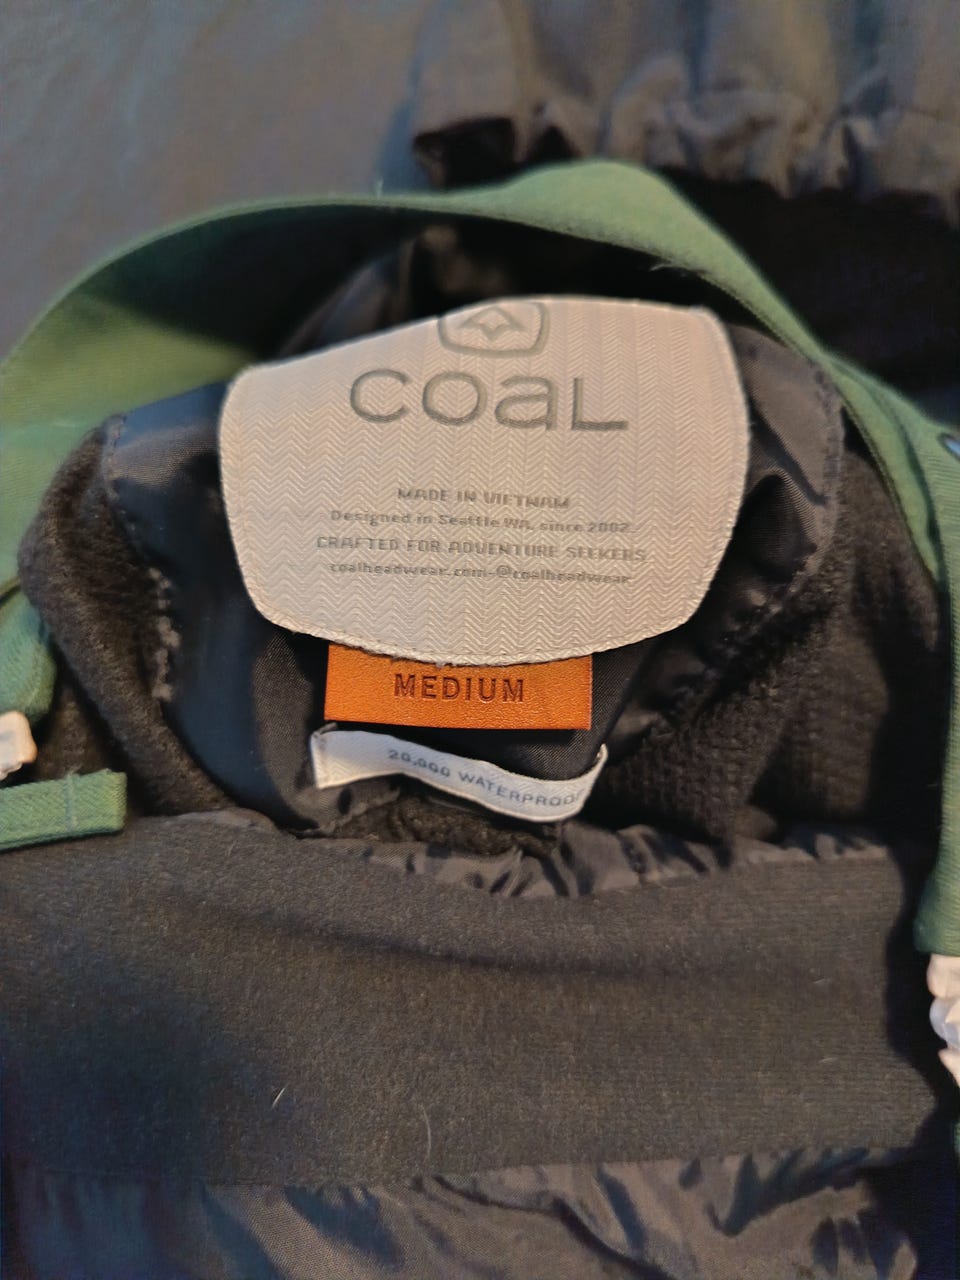 coaL
MADE IN VIETNAM
Designed in Seattle WA, since 2002.
CRAFTED FOR ADVENTURE SEEKERS
coalheadwear.com-@coalheadwear
MEDIUM
20,000 WATERPROOF